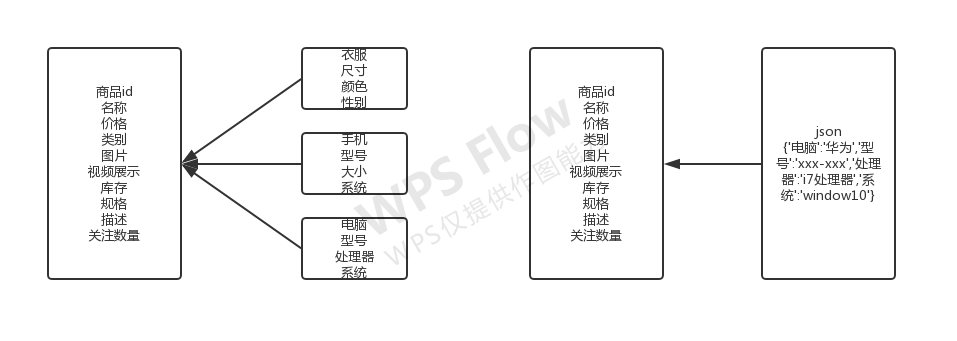 商品id
名称
价格
类别
图片
视频展示
库存
规格
描述
关注数量
衣服
尺寸
颜色
性别
手机
型号
大小
系统
电脑
型号
处理器
系统
商品id
名称
价格
类别
图片
视频展示
库存
规格
描述
关注数量
json
{'电脑':'华为','型
号':'xxx-xxx','处理
器':'i7处理器','系
统':'window10'}
WPS Flow
WPS仅提供作图能